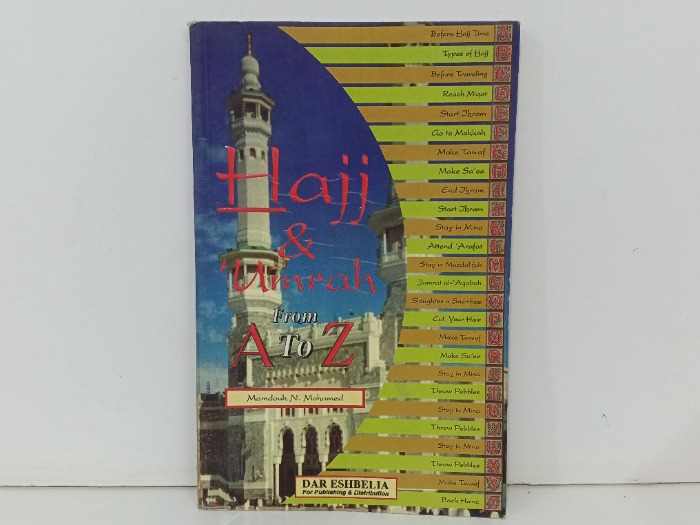 Hajj
&
'Umrah
From
A To Z
Mamdouh N. Mohamed
DAR ESHBELIA
For Publishing & Distribution
Before Hajj Time A
Types of Hajj B
Before Traveling C
Reach Miqat D
Start Ihram E
Go to Makkah F
Make Tawaf G
Make Sa'ee H
End Ihram I
Start Ihram J
Stay in Mina K
Attend 'Arafat L
Stay in Muzdalifah M
Jamrat al-'Aqabah N
Slaughter a Sacrifice O
Cut Your Hair P
Make Tawaf Q
Make Sa'ee R
Stay in Mina S
Throw Pebbles T
Stay in Mina U
Throw Pebbles V
Stay in Mina W
Throw Pebbles X
Make Tawaf Y
Back Home Z